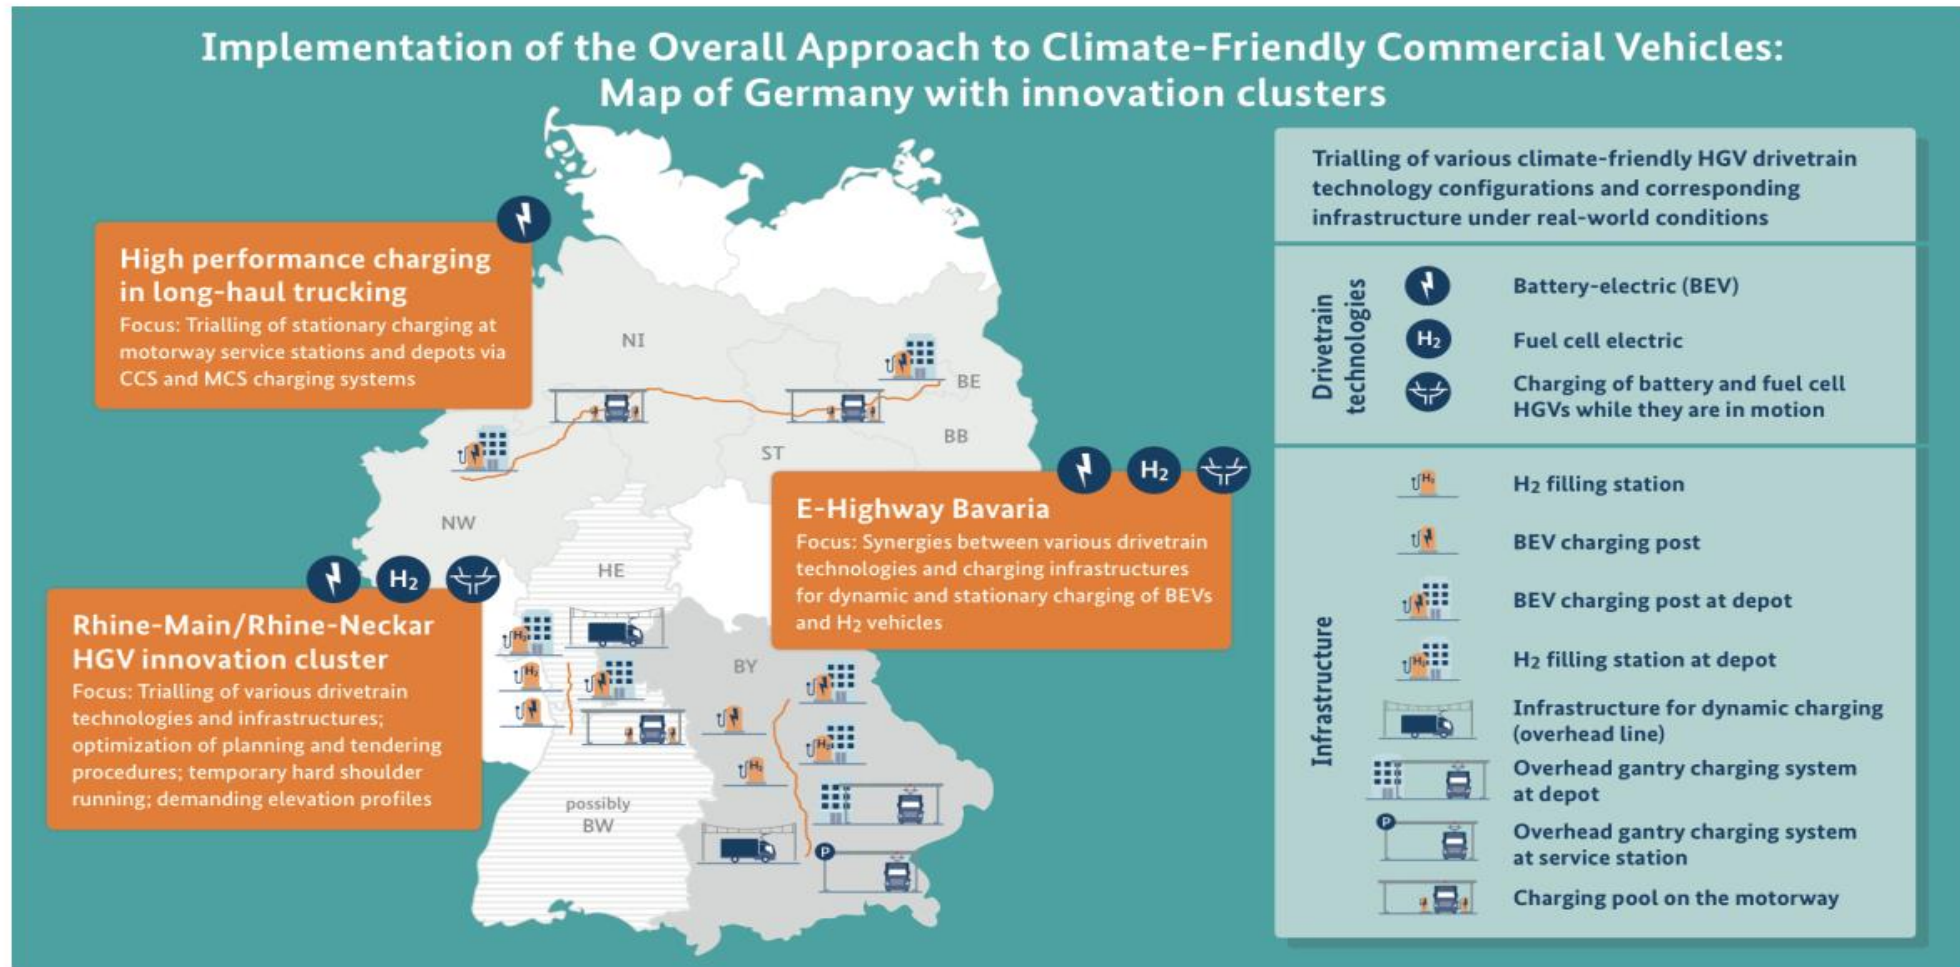 Implementation of the Overall Approach to Climate-Friendly Commercial Vehicles:
Map of Germany with innovation clusters
High performance charging
in long-haul trucking
Focus: Trialling of stationary charging at
motorway service stations and depots via
CCS and MCS charging systems
NI
BE
BB
ST
NW
HE
BY
possibly
BW
H2
E-Highway Bavaria
Focus: Synergies between various drivetrain
technologies and charging infrastructures
for dynamic and stationary charging of BEVs
and H2 vehicles
H2
Rhine-Main/Rhine-Neckar
HGV innovation cluster
Focus: Trialling of various drivetrain
technologies and infrastructures;
optimization of planning and tendering
procedures; temporary hard shoulder
running; demanding elevation profiles
H2
H2
H2
H2
P
Trialling of various climate-friendly HGV drivetrain
technology configurations and corresponding
infrastructure under real-world conditions
Drivetrain
technologies
Battery-electric (BEV)
H2
Fuel cell electric
Charging of battery and fuel cell
HGVs while they are in motion
Infrastructure
H2
H2 filling station
BEV charging post
BEV charging post at depot
H2
H2 filling station at depot
Infrastructure for dynamic charging
(overhead line)
Overhead gantry charging system
at depot
P
Overhead gantry charging system
at service station
Charging pool on the motorway